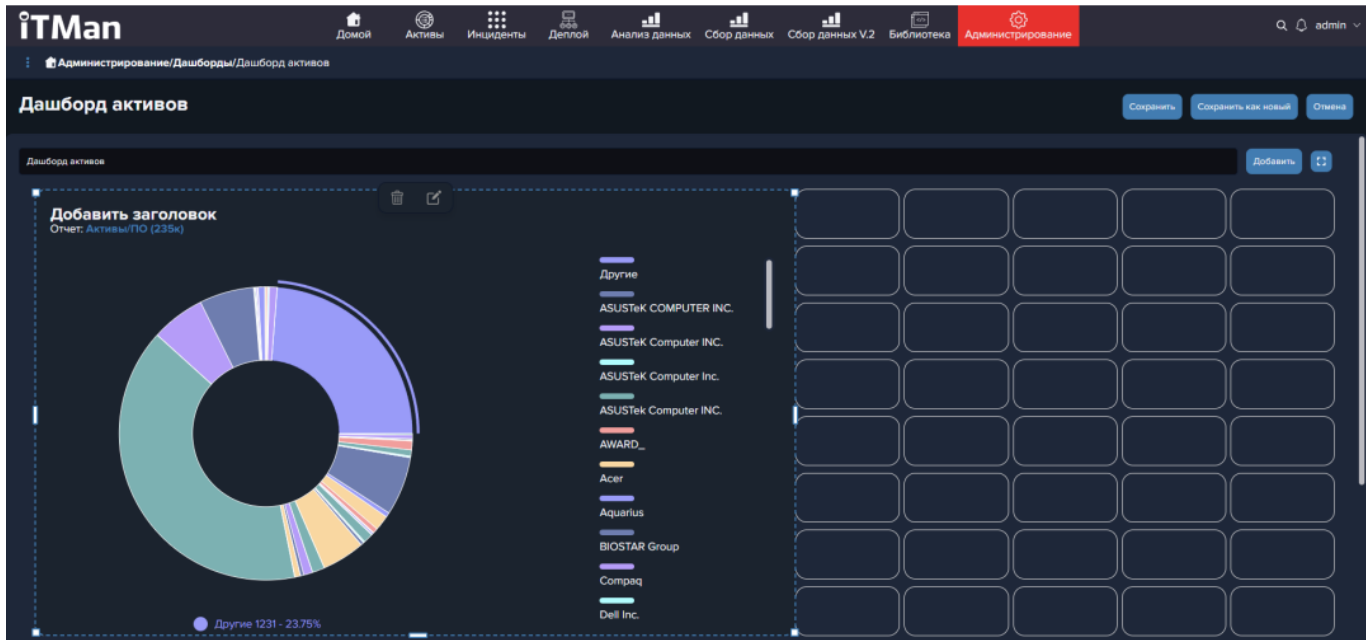 iTMan
Домой
Активы
Инциденты
Деплой
Анализ данных
Сбор данных
Сбор данных V.2
Библиотека
Администрирование
admin
Администрирование/Дашборды/Дашборд активов
Дашборд активов
Сохранить
Сохранить как новый
Отмена
Дашборд активов
Добавить
Добавить заголовок
Отчет: Активы/ПО (235к)
Другие
ASUSTeK COMPUTER INC.
ASUSTeK Computer INC.
ASUSTeK Computer Inc.
ASUSTek Computer INC.
AWARD_
Acer
Aquarius
BIOSTAR Group
Compaq
Dell Inc.
Другие 1231 - 23.75%